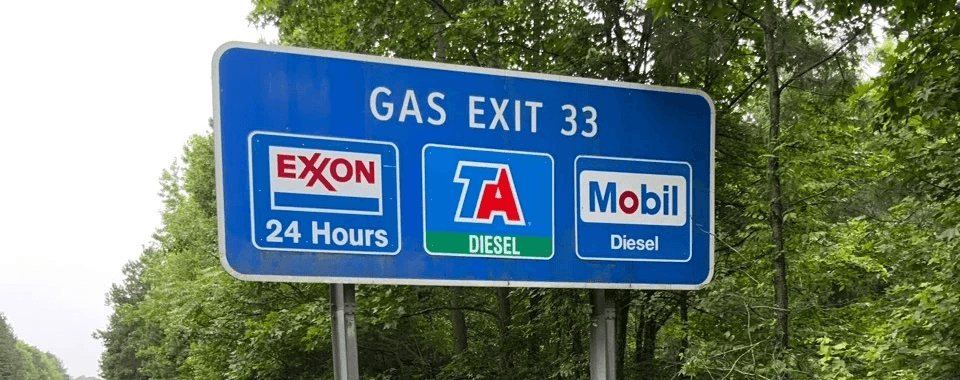 GAS EXIT 33
EXXON
24 Hours
TA
DIESEL
Mobil
Diesel